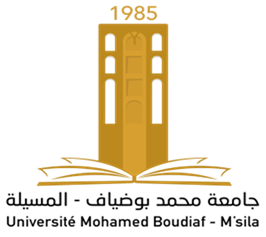 1985
جامعة محمد بوضياف - المسيلة
Université Mohamed Boudiaf - M'sila